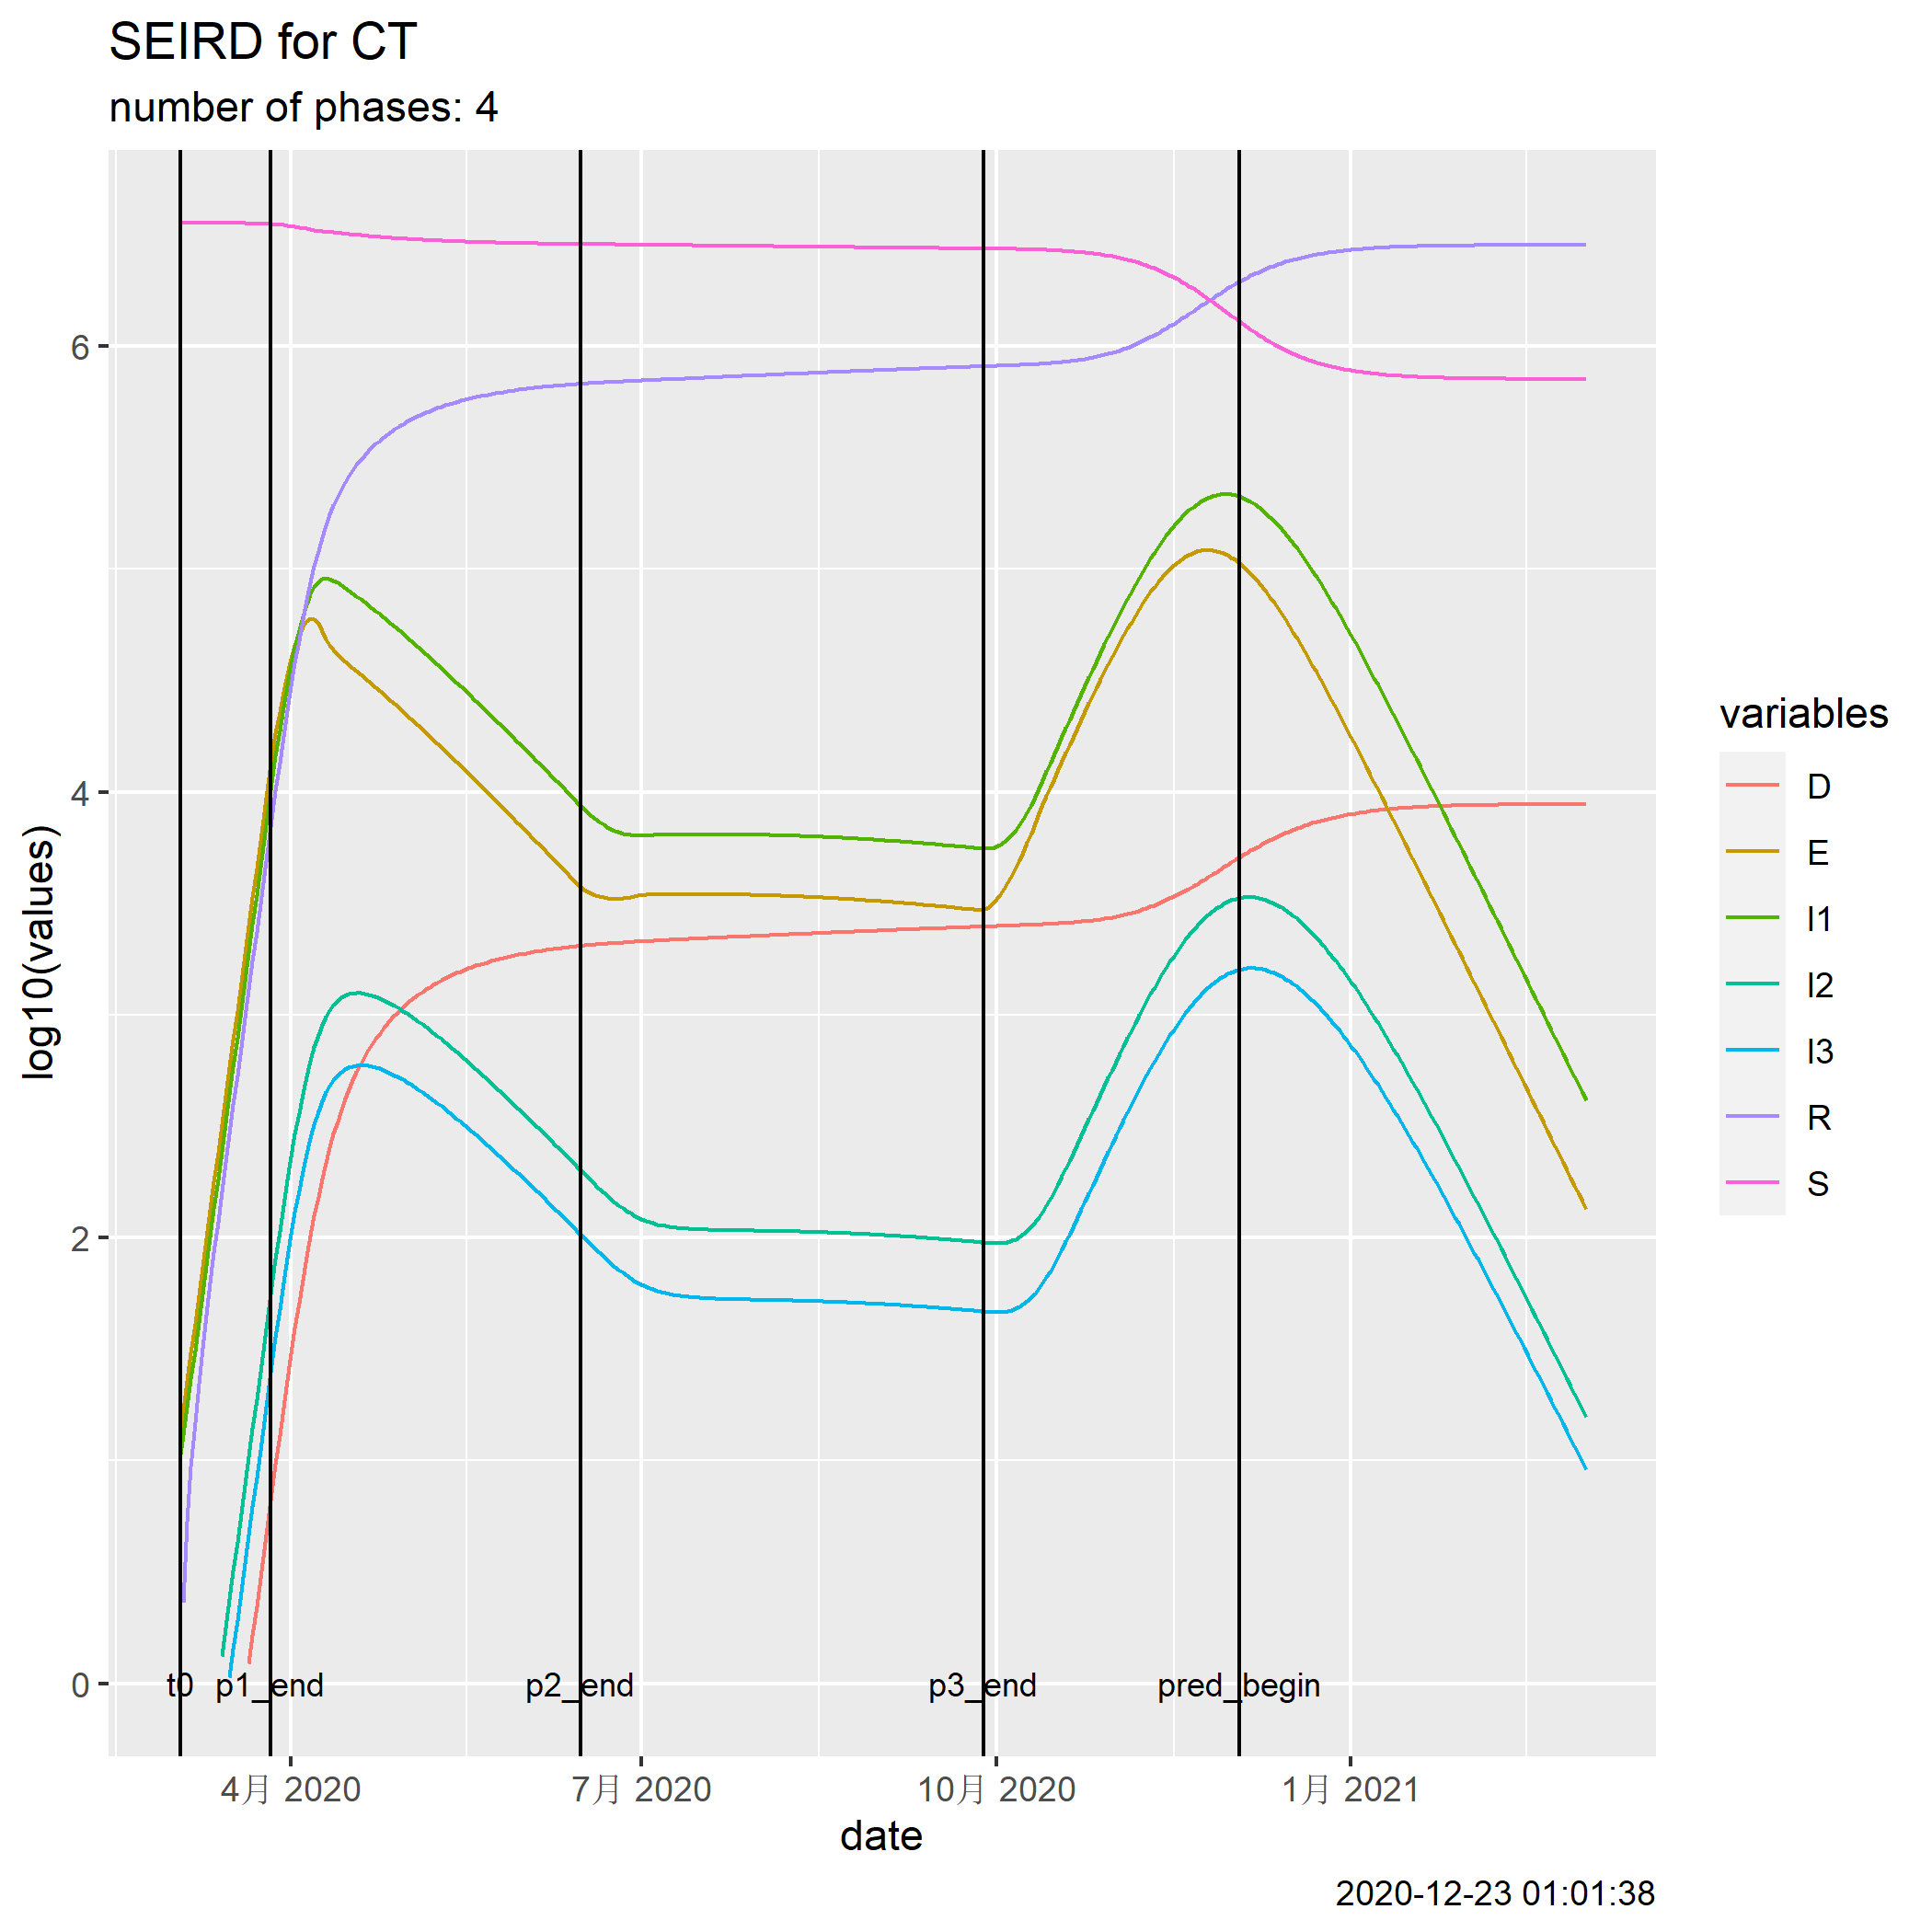 SEIRD for CT
number of phases: 4
log10(values)
6
4
2
0
t0 p1_end p2_end p3_end pred_begin
4月 2020 7月 2020 10月 2020 1月 2021
date
variables
D
E
I1
I2
I3
R
S
2020-12-23 01:01:38